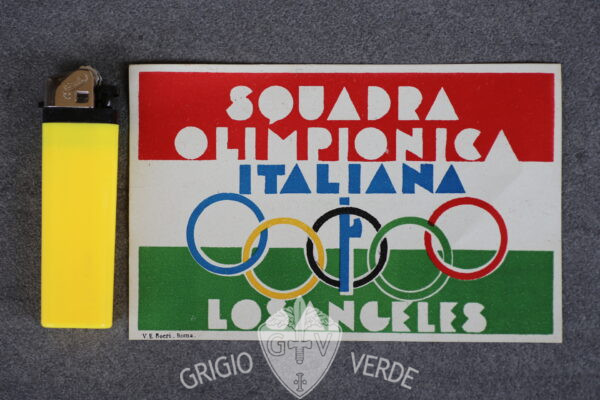 SQUADRA
OLIMPIONICA
ITALIANA
LOS ANGELES
V. E. Boeri - Roma
G V
GRIGIO VERDE